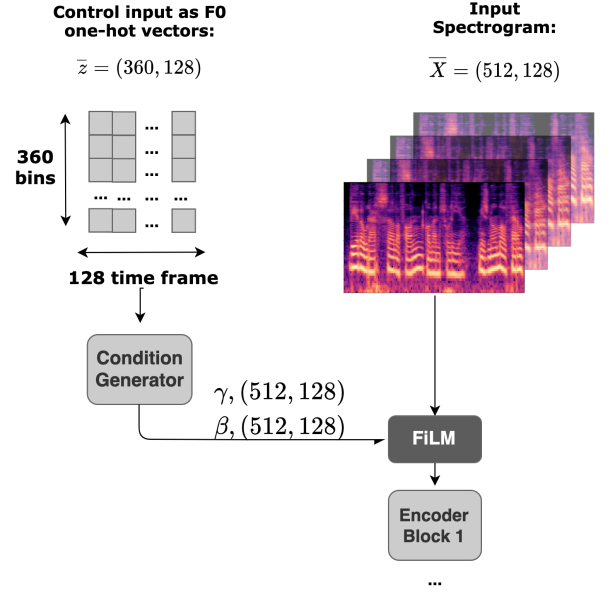 Control input as F0
one-hot vectors:
z̅ = (360, 128)
Input
Spectrogram:
X̅ = (512, 128)
360
bins
...
...
...
... ... ... ...
...
128 time frame
Condition
Generator
γ, (512, 128)
β, (512, 128)
FiLM
Encoder
Block 1
...